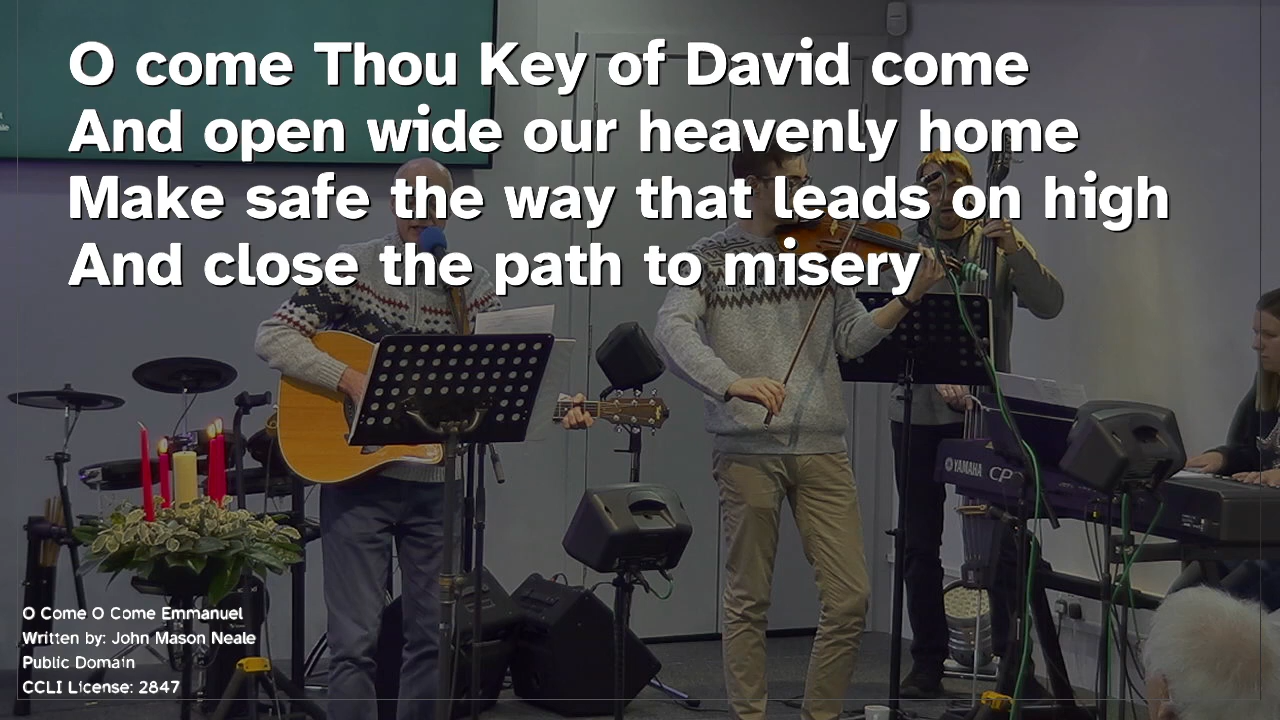 O come Thou Key of David come
And open wide our heavenly home
Make safe the way that leads on high
And close the path to misery
YAMAHA CP
O Come O Come Emmanuel
Written by: John Mason Neale
Public Domain
CCLI License: 2847